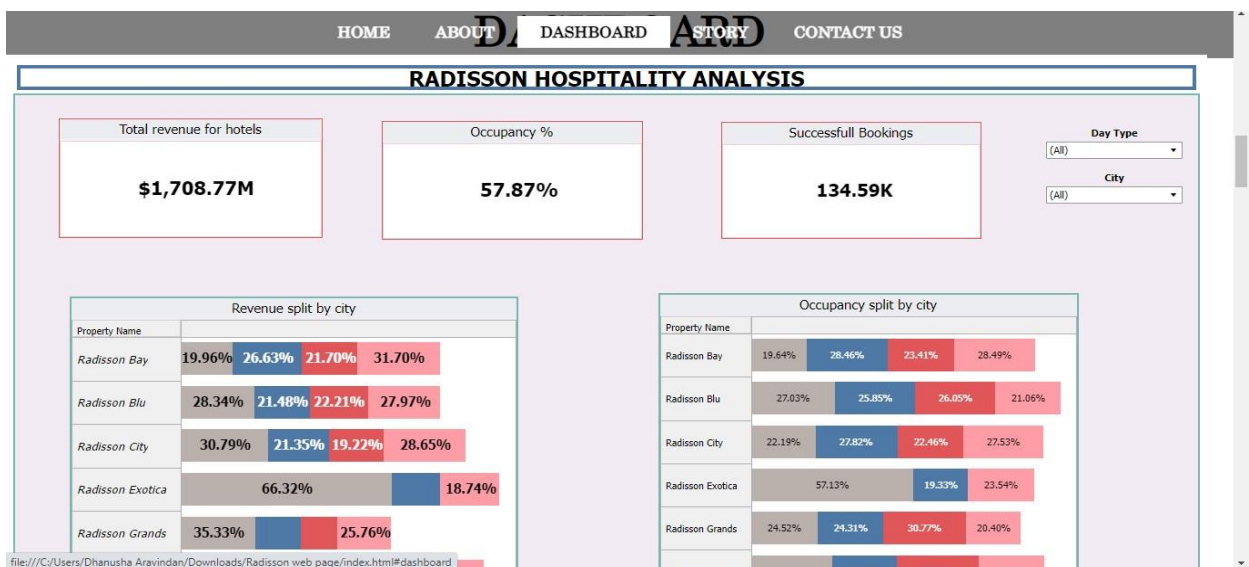 DASHBOARD
HOME ABOUT DASHBOARD STORY CONTACT US
RADISSON HOSPITALITY ANALYSIS
Total revenue for hotels
$1,708.77M
Occupancy %
57.87%
Successfull Bookings
134.59K
Day Type
(All)
City
(All)
Revenue split by city
Property Name
Radisson Bay 19.96% 26.63% 21.70% 31.70%
Radisson Blu 28.34% 21.48% 22.21% 27.97%
Radisson City 30.79% 21.35% 19.22% 28.65%
Radisson Exotica 66.32% 18.74%
Radisson Grands 35.33% 25.76%
Occupancy split by city
Property Name
Radisson Bay 19.64% 28.46% 23.41% 28.49%
Radisson Blu 27.03% 25.85% 26.05% 21.06%
Radisson City 22.19% 27.82% 22.46% 27.53%
Radisson Exotica 57.13% 19.33% 23.54%
Radisson Grands 24.52% 24.31% 30.77% 20.40%
file:///C:/Users/Dhanusha Aravindan/Downloads/Radisson web page/index.html#dashboard